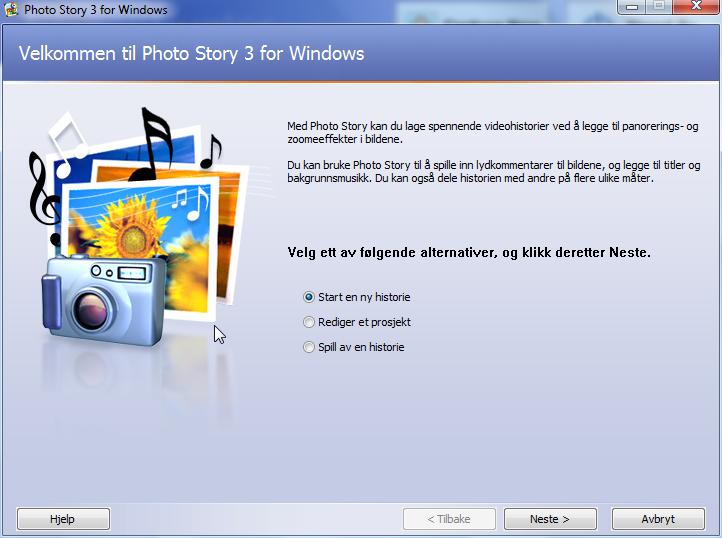 Photo Story 3 for Windows
Velkommen til Photo Story 3 for Windows
Med Photo Story kan du lage spennende videohistorier ved å legge til panorerings- og
zoomeeffekter i bildene.
Du kan bruke Photo Story til å spille inn lydkommentarer til bildene, og legge til titler og
bakgrunnsmusikk. Du kan også dele historien med andre på flere ulike måter.
Velg ett av følgende alternativer, og klikk deretter Neste.
Start en ny historie
Rediger et prosjekt
Spill av en historie
Hjelp
< Tilbake
Neste >
Avbryt